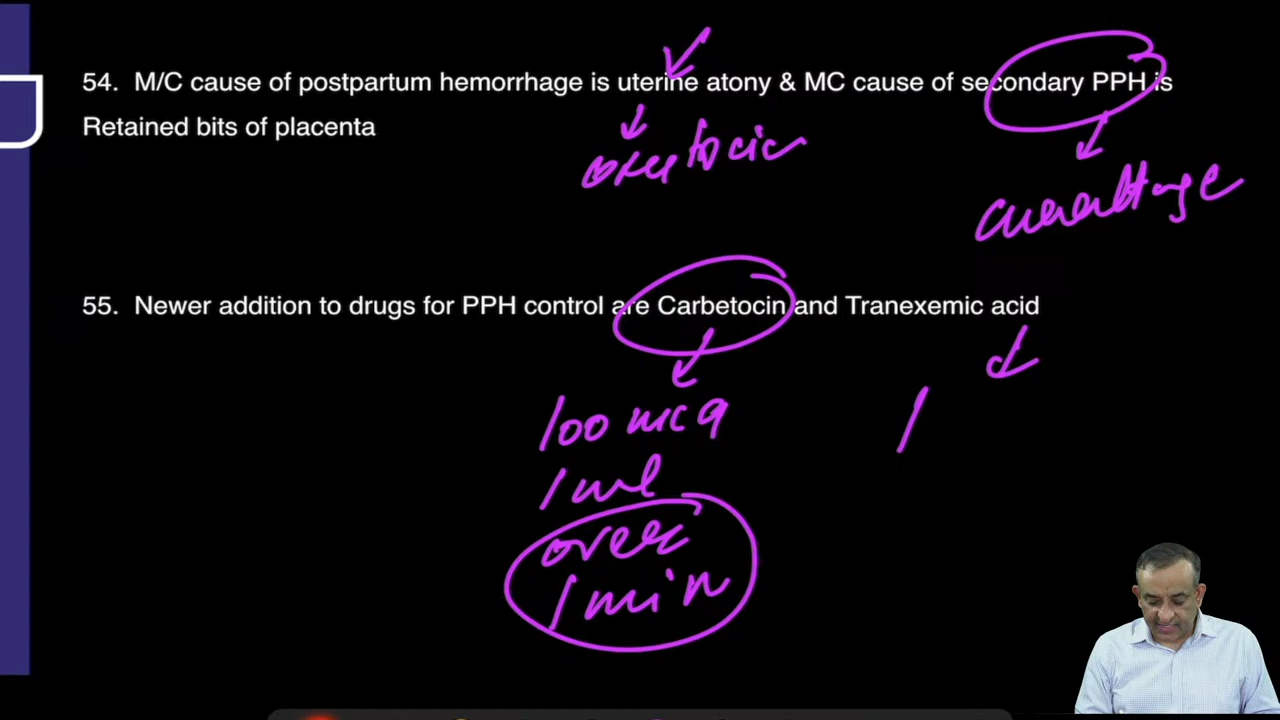 54. M/C cause of postpartum hemorrhage is uterine atony & MC cause of secondary PPH is
Retained bits of placenta
oxytocic
curettage
55. Newer addition to drugs for PPH control are Carbetocin and Tranexemic acid
100 mcg
1 ml
over
1 min
1